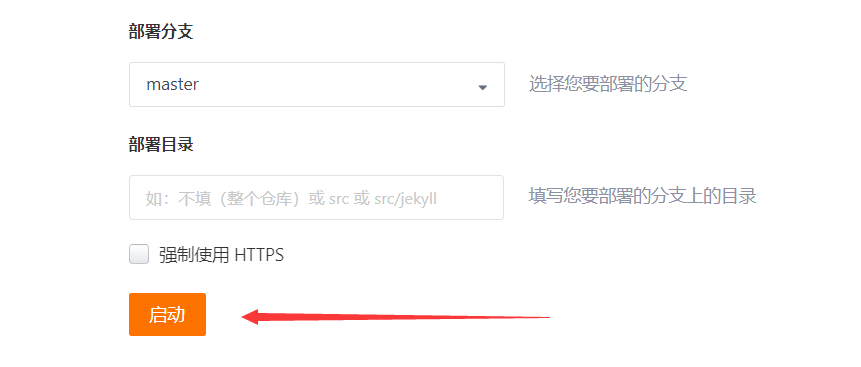 部署分支
master
选择您要部署的分支
部署目录
如：不填（整个仓库）或 src 或 src/jekyll
填写您要部署的分支上的目录
强制使用 HTTPS
启动